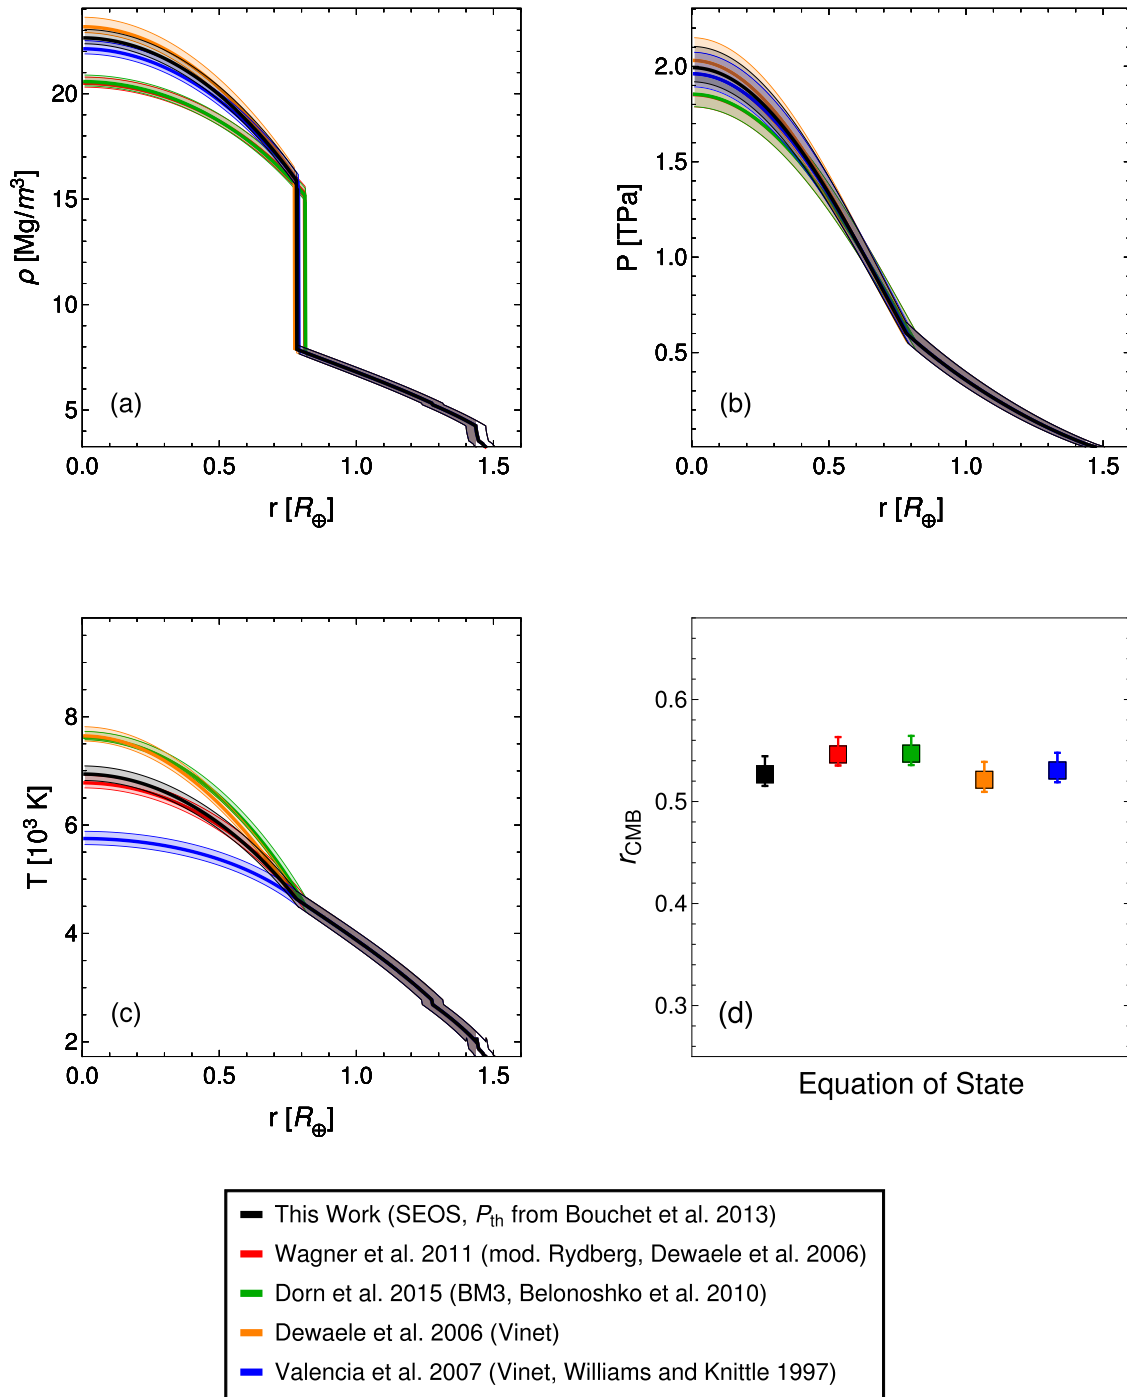 20
15
10
5
0.0 0.5 1.0 1.5
ρ [Mg/m³]
r [R⊕]
(a)
2.0
1.5
1.0
0.5
0.0 0.5 1.0 1.5
P [TPa]
r [R⊕]
(b)
8
6
4
2
0.0 0.5 1.0 1.5
T [10³ K]
r [R⊕]
(c)
0.6
0.5
0.4
0.3
r_CMB
Equation of State
(d)
This Work (SEOS, P_th from Bouchet et al. 2013)
Wagner et al. 2011 (mod. Rydberg, Dewaele et al. 2006)
Dorn et al. 2015 (BM3, Belonoshko et al. 2010)
Dewaele et al. 2006 (Vinet)
Valencia et al. 2007 (Vinet, Williams and Knittle 1997)